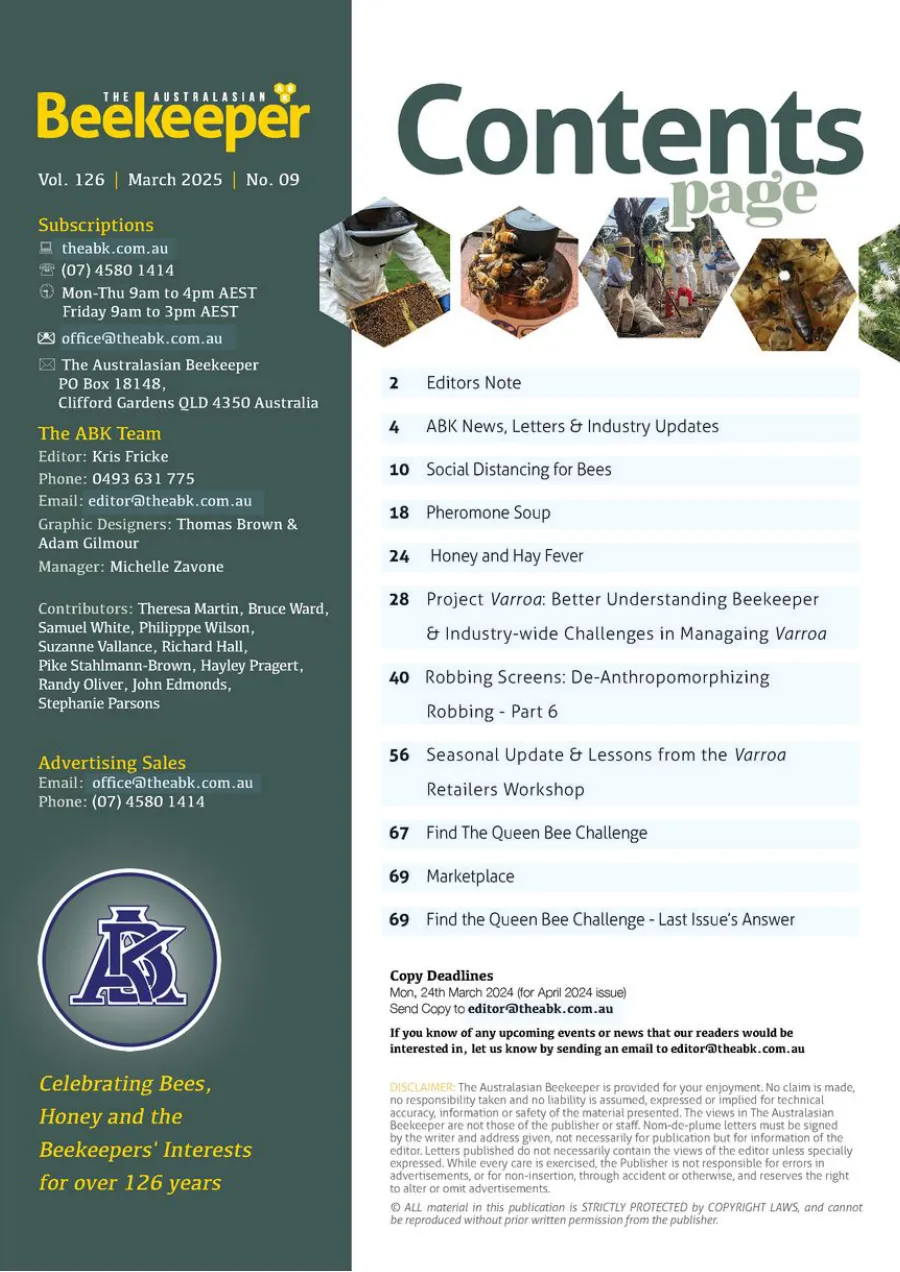 THE AUSTRALASIAN
Beekeeper
ABK
Vol. 126 | March 2025 | No. 09
Subscriptions
theabk.com.au
(07) 4580 1414
Mon-Thu 9am to 4pm AEST
Friday 9am to 3pm AEST
office@theabk.com.au
The Australasian Beekeeper
PO Box 18148,
Clifford Gardens QLD 4350 Australia
The ABK Team
Editor: Kris Fricke
Phone: 0493 631 775
Email: editor@theabk.com.au
Graphic Designers: Thomas Brown &
Adam Gilmour
Manager: Michelle Zavone
Contributors: Theresa Martin, Bruce Ward,
Samuel White, Philipppe Wilson,
Suzanne Vallance, Richard Hall,
Pike Stahlmann-Brown, Hayley Pragert,
Randy Oliver, John Edmonds,
Stephanie Parsons
Advertising Sales
Email: office@theabk.com.au
Phone: (07) 4580 1414
ABK
Celebrating Bees,
Honey and the
Beekeepers' Interests
for over 126 years
Contents
page
2 Editors Note
4 ABK News, Letters & Industry Updates
10 Social Distancing for Bees
18 Pheromone Soup
24 Honey and Hay Fever
28 Project Varroa: Better Understanding Beekeeper
& Industry-wide Challenges in Managaing Varroa
40 Robbing Screens: De-Anthropomorphizing
Robbing - Part 6
56 Seasonal Update & Lessons from the Varroa
Retailers Workshop
67 Find The Queen Bee Challenge
69 Marketplace
69 Find the Queen Bee Challenge - Last Issue's Answer
Copy Deadlines
Mon, 24th March 2024 (for April 2024 issue)
Send Copy to editor@theabk.com.au
If you know of any upcoming events or news that our readers would be
interested in, let us know by sending an email to editor@theabk.com.au
DISCLAIMER: The Australasian Beekeeper is provided for your enjoyment. No claim is made,
no responsibility taken and no liability is assumed, expressed or implied for technical
accuracy, information or safety of the material presented. The views in The Australasian
Beekeeper are not those of the publisher or staff. Nom-de-plume letters must be signed
by the writer and address given, not necessarily for publication but for information of the
editor. Letters published do not necessarily contain the views of the editor unless specially
expressed. While every care is exercised, the Publisher is not responsible for errors in
advertisements, or for non-insertion, through accident or otherwise, and reserves the right
to alter or omit advertisements.
© ALL material in this publication is STRICTLY PROTECTED by COPYRIGHT LAWS, and cannot
be reproduced without prior written permission from the publisher.